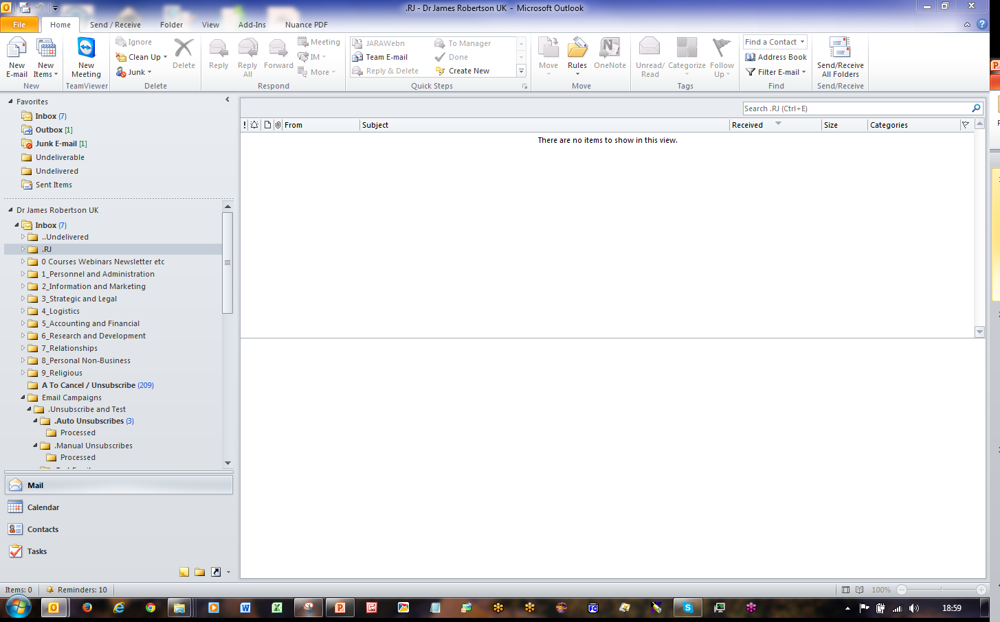 .RJ - Dr James Robertson UK - Microsoft Outlook
File Home Send / Receive Folder View Add-Ins Nuance PDF
New E-mail
New Items
New
New Meeting
TeamViewer
Ignore
Clean Up
Junk
Delete
Delete
Reply
Reply All
Forward
Meeting
IM
More
Respond
JARAWebn
Team E-mail
Reply & Delete
To Manager
Done
Create New
Quick Steps
Move
Rules
OneNote
Move
Unread/ Read
Categorize
Follow Up
Tags
Find a Contact
Address Book
Filter E-mail
Find
Send/Receive All Folders
Send/Receive
Favorites
Inbox (7)
Outbox [1]
Junk E-mail [1]
Undeliverable
Undelivered
Sent Items
Dr James Robertson UK
Inbox (7)
..Undelivered
.RJ
0 Courses Webinars Newsletter etc
1_Personnel and Administration
2_Information and Marketing
3_Strategic and Legal
4_Logistics
5_Accounting and Financial
6_Research and Development
7_Relationships
8_Personal Non-Business
9_Religious
A To Cancel / Unsubscribe (209)
Email Campaigns
.Unsubscribe and Test
.Auto Unsubscribes (3)
Processed
.Manual Unsubscribes
Processed
Mail
Calendar
Contacts
Tasks
Search .RJ (Ctrl+E)
From Subject Received Size Categories
There are no items to show in this view.
Items: 0 Reminders: 10 100%
18:59